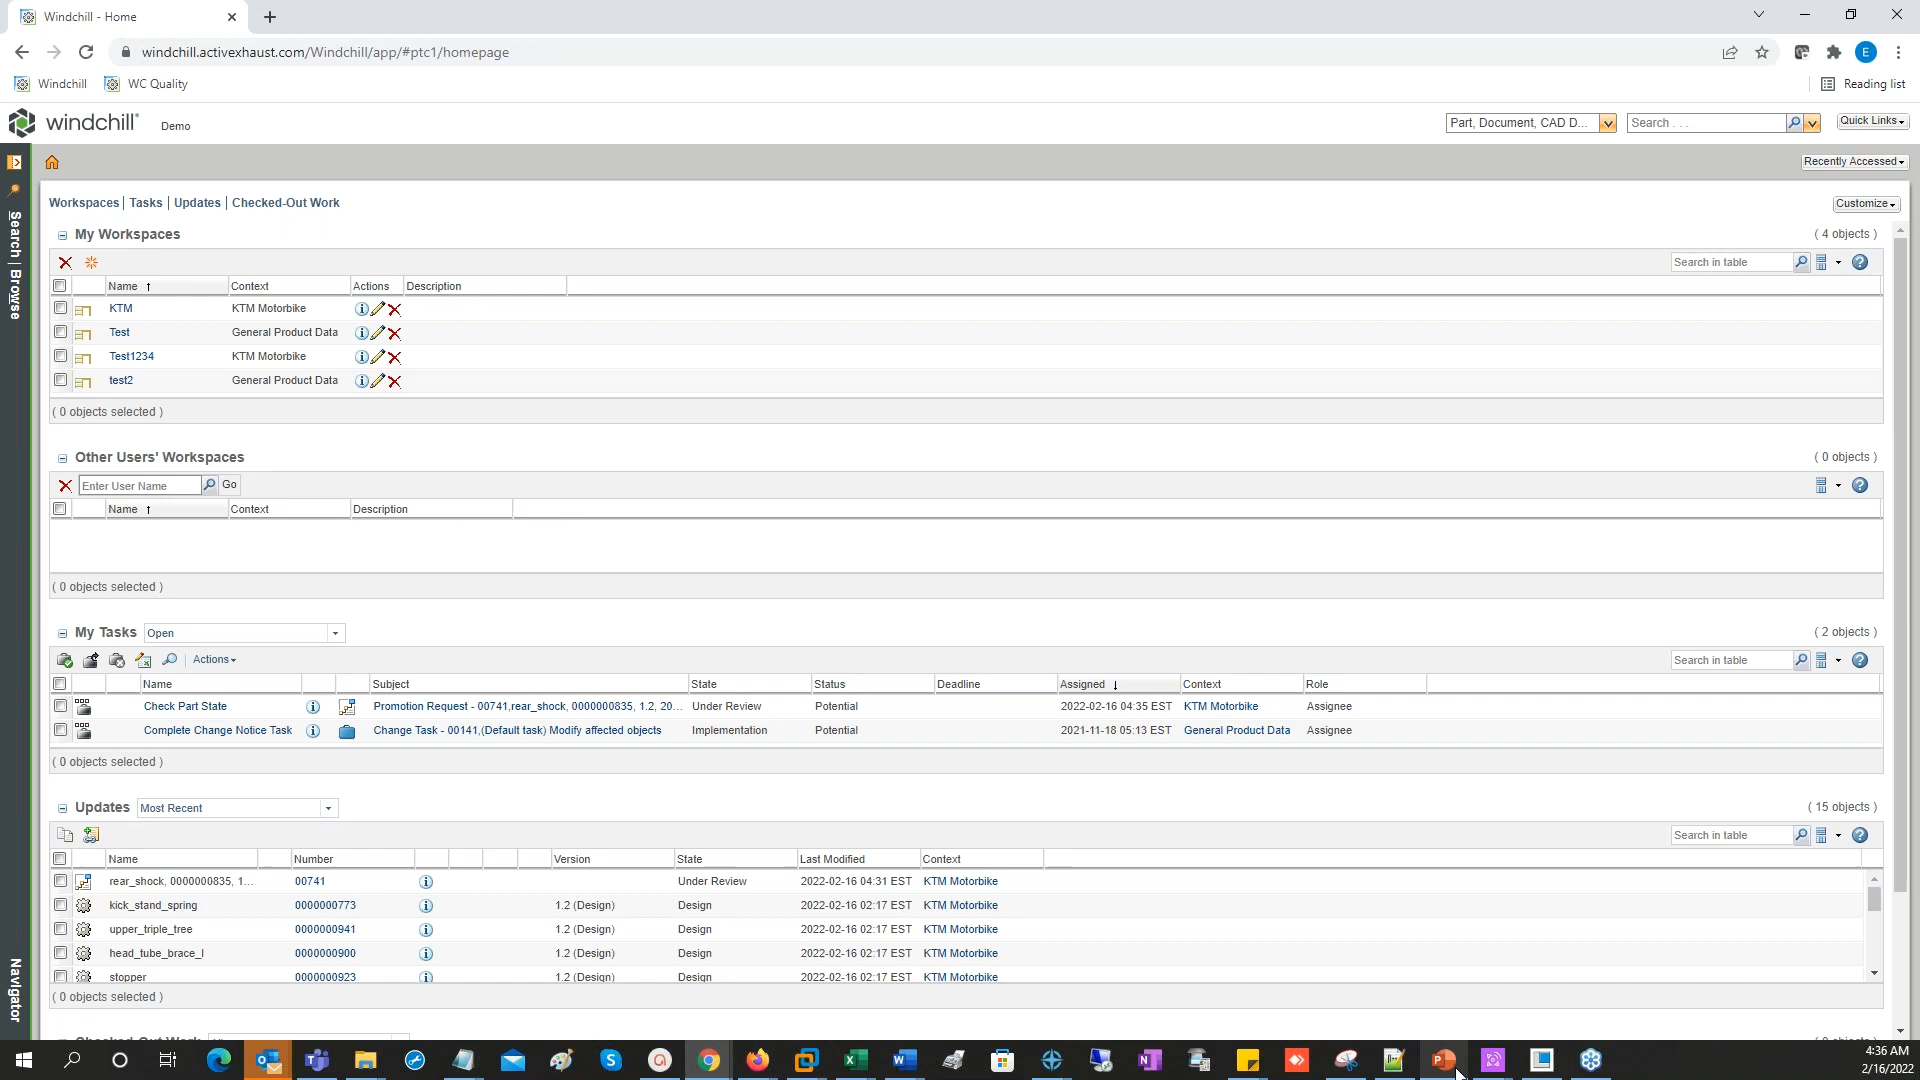 Windchill - Home
windchill.activexhaust.com/Windchill/app/#ptc1/homepage
E
Windchill WC Quality Reading list
windchill Demo Part, Document, CAD D... Search . . . Quick Links
Recently Accessed
Search | Browse
Navigator
Workspaces | Tasks | Updates | Checked-Out Work Customize
My Workspaces ( 4 objects )
Search in table
Name ↑ Context Actions Description
KTM KTM Motorbike
Test General Product Data
Test1234 KTM Motorbike
test2 General Product Data
( 0 objects selected )
Other Users' Workspaces ( 0 objects )
Enter User Name Go
Name ↑ Context Description
( 0 objects selected )
My Tasks Open ( 2 objects )
Actions Search in table
Name Subject State Status Deadline Assigned ↓ Context Role
Check Part State Promotion Request - 00741,rear_shock, 0000000835, 1.2, 20... Under Review Potential 2022-02-16 04:35 EST KTM Motorbike Assignee
Complete Change Notice Task Change Task - 00141,(Default task) Modify affected objects Implementation Potential 2021-11-18 05:13 EST General Product Data Assignee
( 0 objects selected )
Updates Most Recent ( 15 objects )
Search in table
Name Number Version State Last Modified Context
rear_shock, 0000000835, 1... 00741 Under Review 2022-02-16 04:31 EST KTM Motorbike
kick_stand_spring 0000000773 1.2 (Design) Design 2022-02-16 02:17 EST KTM Motorbike
upper_triple_tree 0000000941 1.2 (Design) Design 2022-02-16 02:17 EST KTM Motorbike
head_tube_brace_l 0000000900 1.2 (Design) Design 2022-02-16 02:17 EST KTM Motorbike
stopper 0000000923 1.2 (Design) Design 2022-02-16 02:17 EST KTM Motorbike
( 0 objects selected )
4:36 AM
2/16/2022